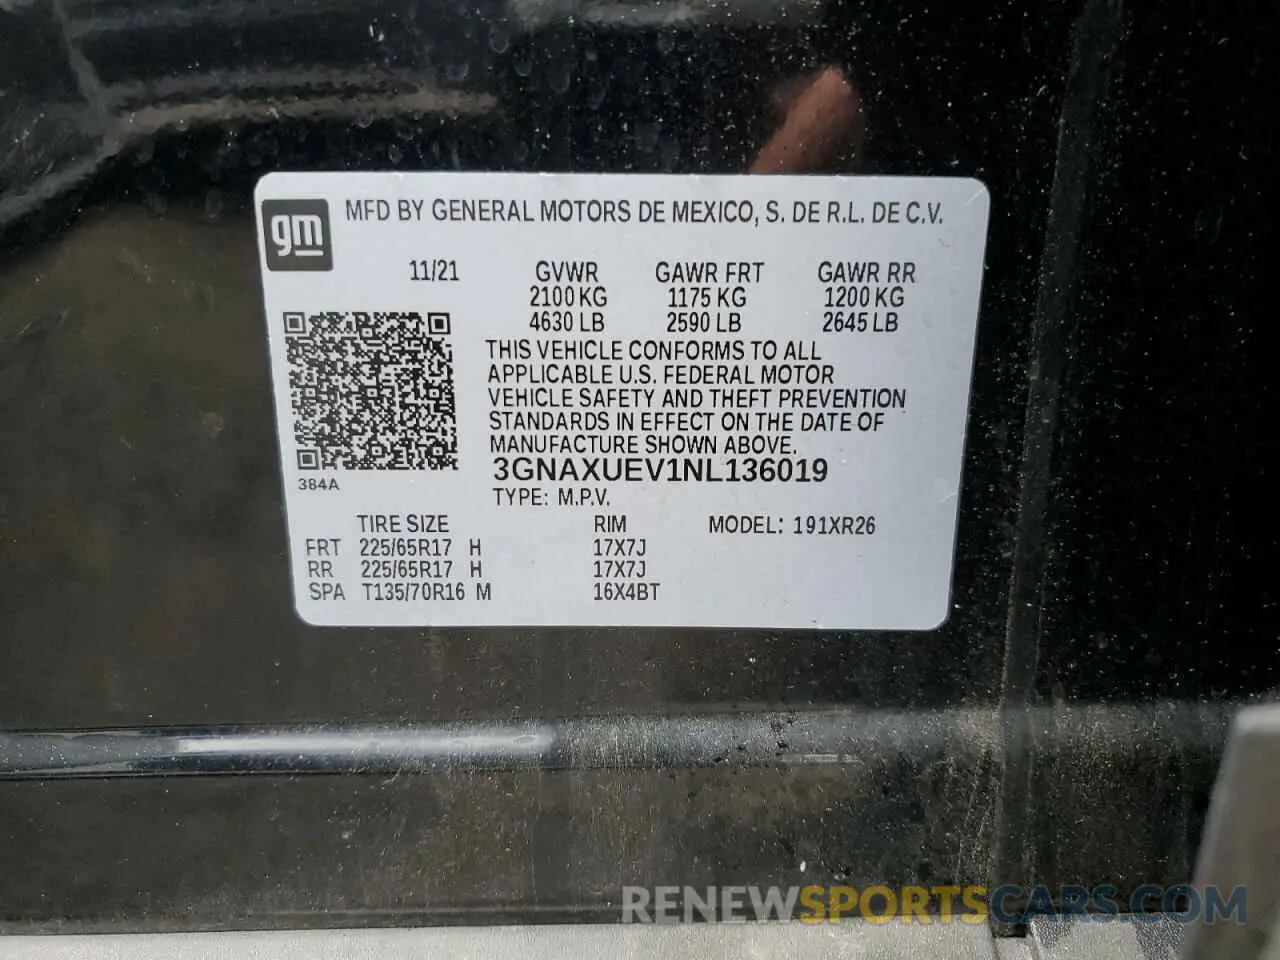 gm MFD BY GENERAL MOTORS DE MEXICO, S. DE R.L. DE C.V.
11/21 GVWR GAWR FRT GAWR RR
2100 KG 1175 KG 1200 KG
4630 LB 2590 LB 2645 LB
THIS VEHICLE CONFORMS TO ALL
APPLICABLE U.S. FEDERAL MOTOR
VEHICLE SAFETY AND THEFT PREVENTION
STANDARDS IN EFFECT ON THE DATE OF
MANUFACTURE SHOWN ABOVE.
3GNAXUEV1NL136019
384A
TYPE: M.P.V.
TIRE SIZE RIM MODEL: 191XR26
FRT 225/65R17 H 17X7J
RR 225/65R17 H 17X7J
SPA T135/70R16 M 16X4BT
RENEWSPORTSCARS.COM